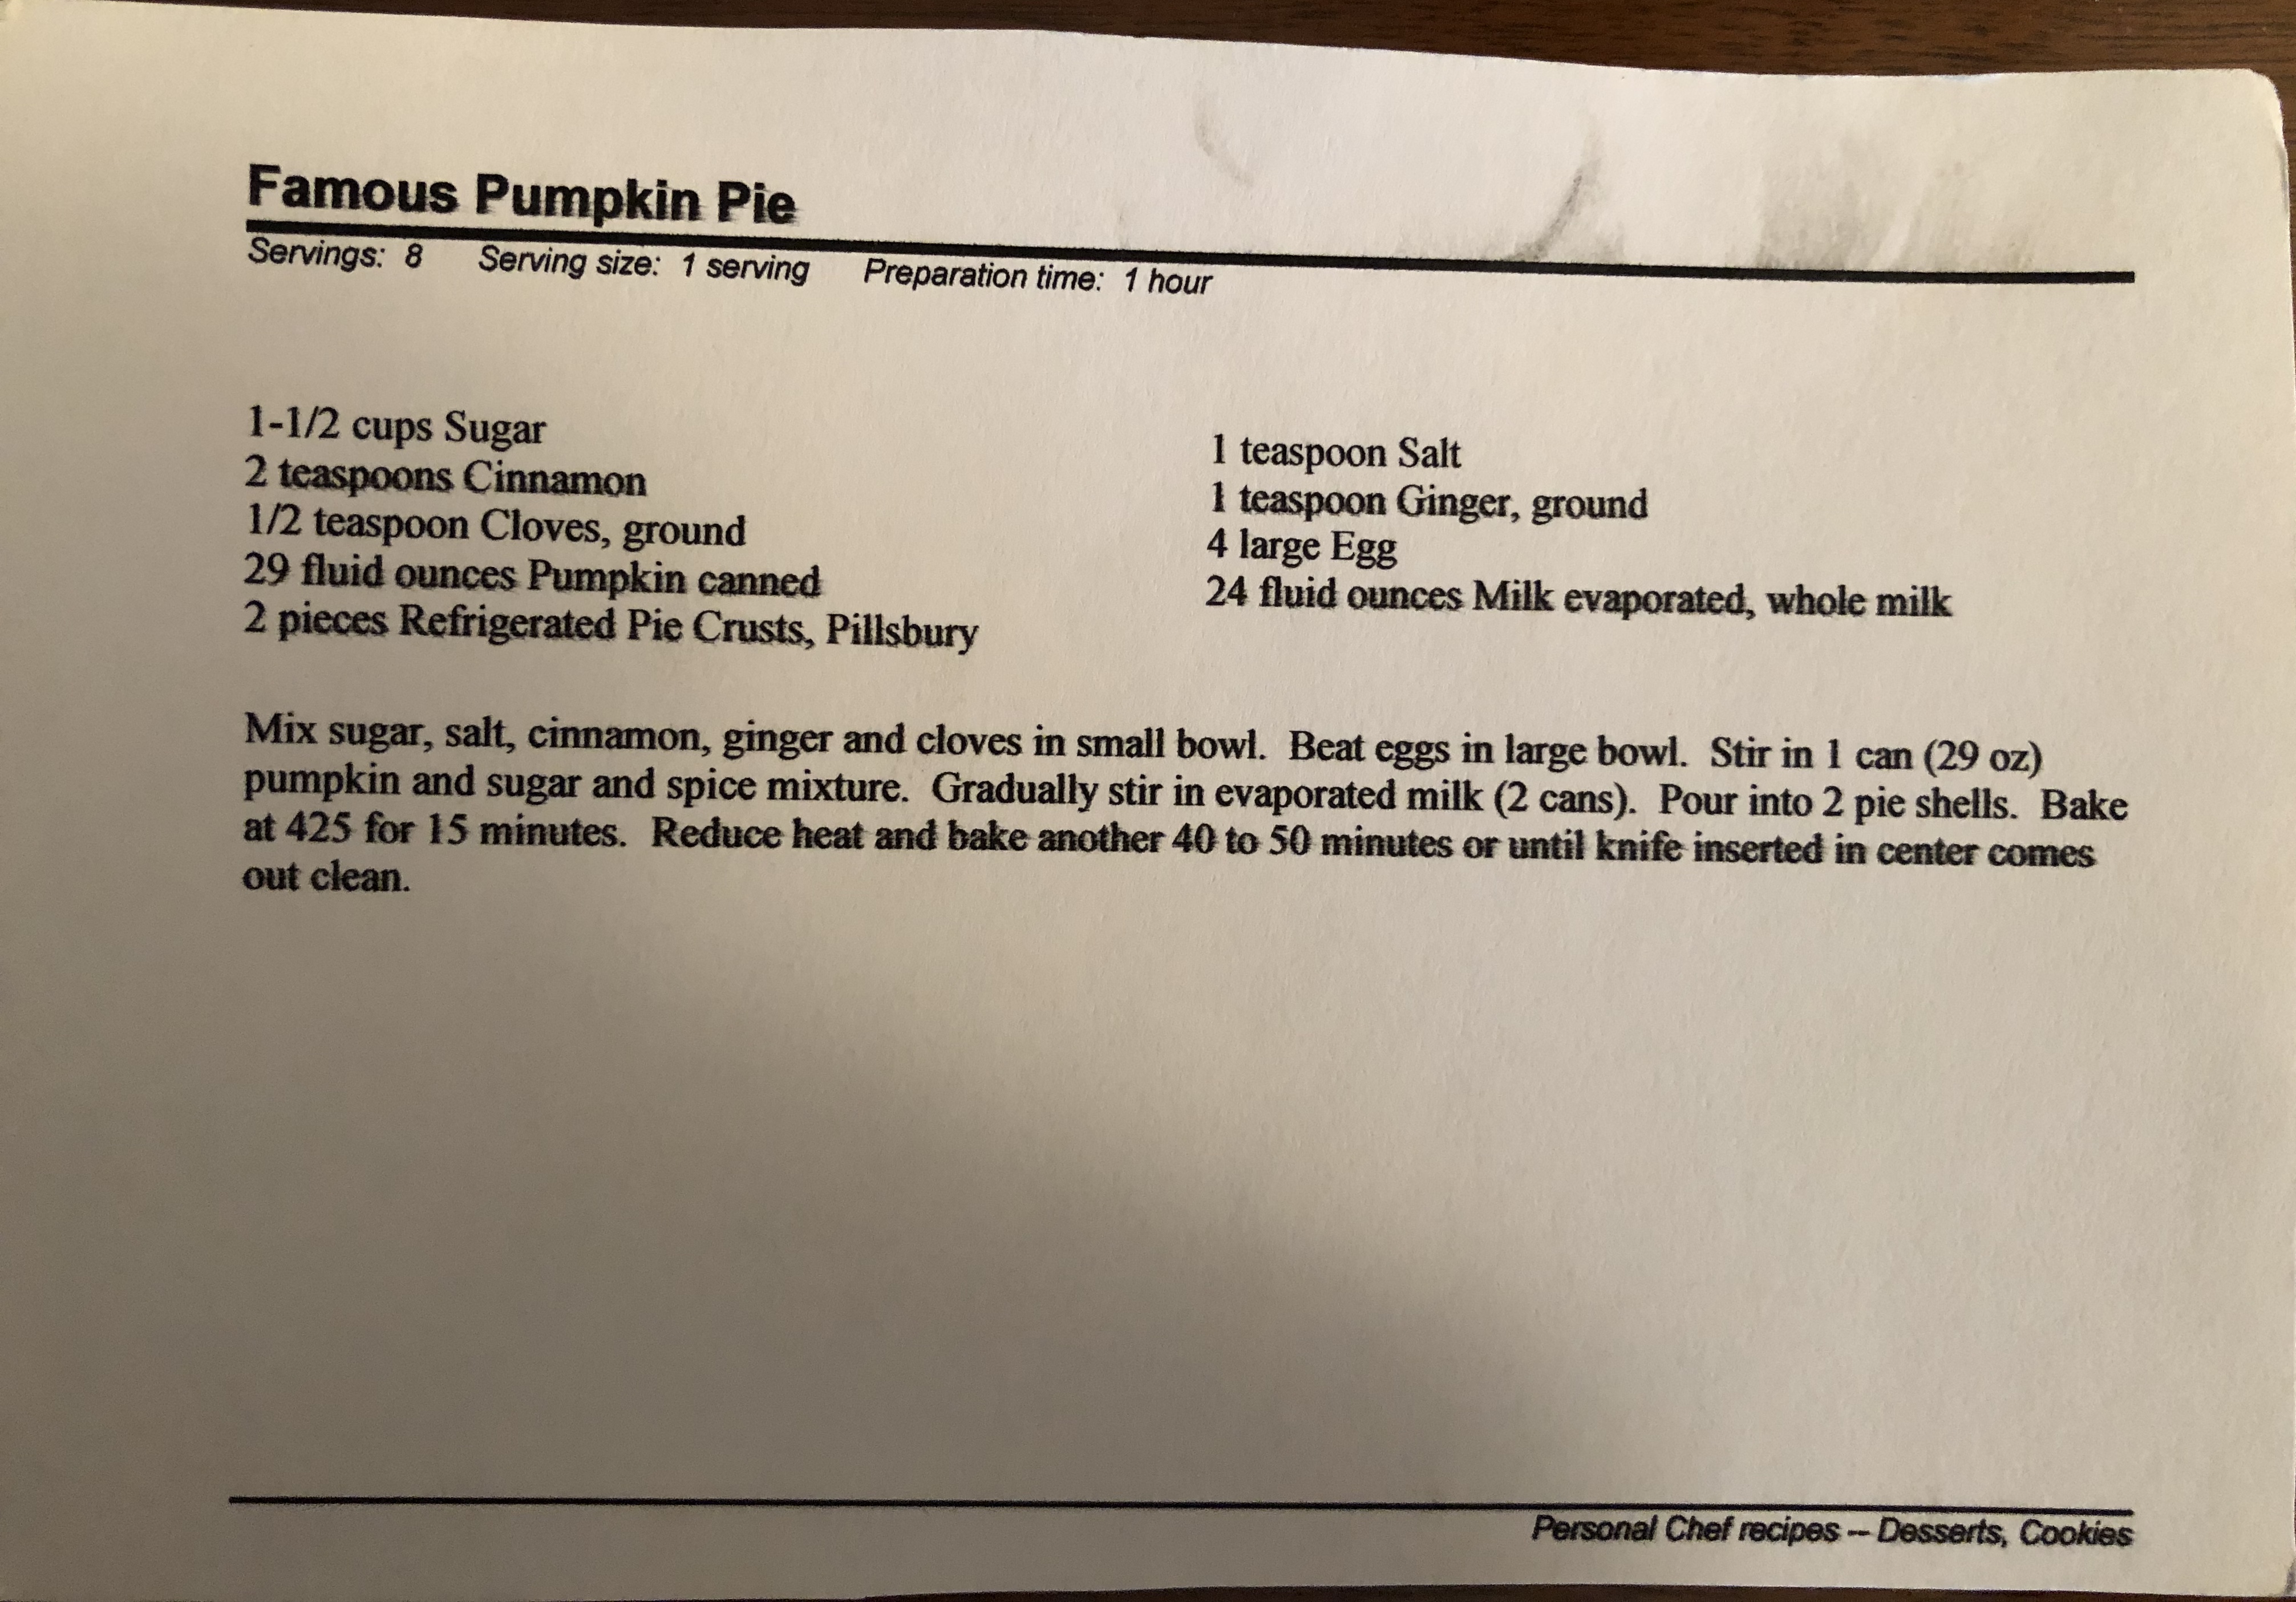 Famous Pumpkin Pie
Servings: 8 Serving size: 1 serving Preparation time: 1 hour
1-1/2 cups Sugar
2 teaspoons Cinnamon
1/2 teaspoon Cloves, ground
29 fluid ounces Pumpkin canned
2 pieces Refrigerated Pie Crusts, Pillsbury
1 teaspoon Salt
1 teaspoon Ginger, ground
4 large Egg
24 fluid ounces Milk evaporated, whole milk
Mix sugar, salt, cinnamon, ginger and cloves in small bowl. Beat eggs in large bowl. Stir in 1 can (29 oz)
pumpkin and sugar and spice mixture. Gradually stir in evaporated milk (2 cans). Pour into 2 pie shells. Bake
at 425 for 15 minutes. Reduce heat and bake another 40 to 50 minutes or until knife inserted in center comes
out clean.
Personal Chef recipes -- Desserts, Cookies